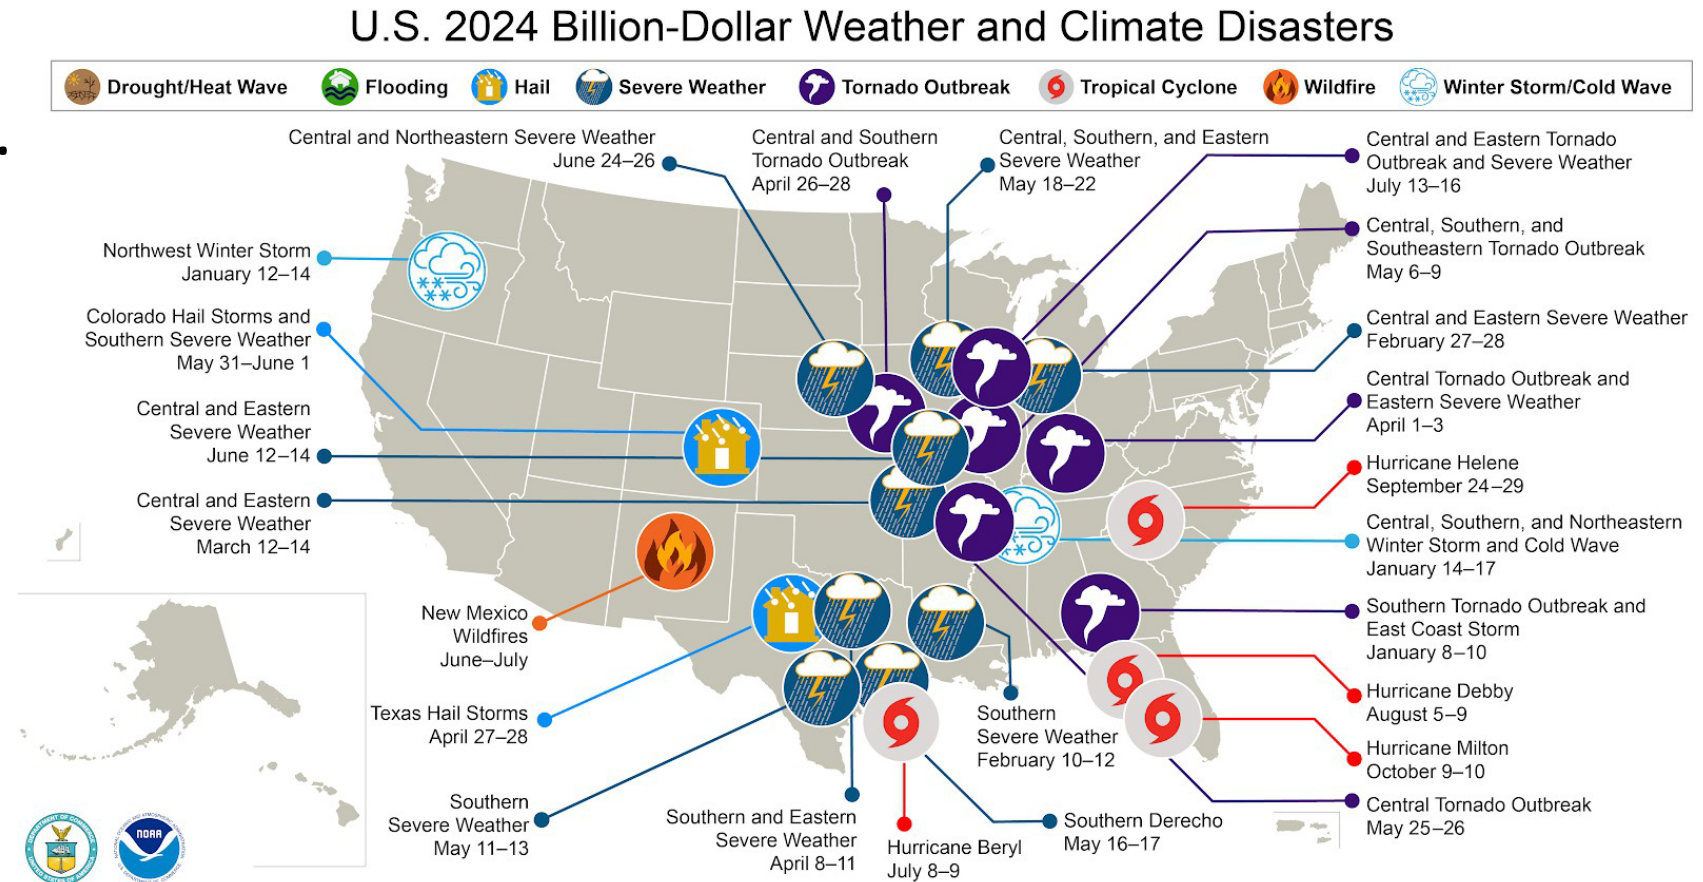 U.S. 2024 Billion-Dollar Weather and Climate Disasters
Drought/Heat Wave
Flooding
Hail
Severe Weather
Tornado Outbreak
Tropical Cyclone
Wildfire
Winter Storm/Cold Wave
Central and Northeastern Severe Weather
June 24–26
Central and Southern
Tornado Outbreak
April 26–28
Central, Southern, and Eastern
Severe Weather
May 18–22
Central and Eastern Tornado
Outbreak and Severe Weather
July 13–16
Central, Southern, and
Southeastern Tornado Outbreak
May 6–9
Central and Eastern Severe Weather
February 27–28
Central Tornado Outbreak and
Eastern Severe Weather
April 1–3
Hurricane Helene
September 24–29
Central, Southern, and Northeastern
Winter Storm and Cold Wave
January 14–17
Southern Tornado Outbreak and
East Coast Storm
January 8–10
Hurricane Debby
August 5–9
Hurricane Milton
October 9–10
Central Tornado Outbreak
May 25–26
Northwest Winter Storm
January 12–14
Colorado Hail Storms and
Southern Severe Weather
May 31–June 1
Central and Eastern
Severe Weather
June 12–14
Central and Eastern
Severe Weather
March 12–14
New Mexico
Wildfires
June–July
Texas Hail Storms
April 27–28
Southern
Severe Weather
May 11–13
Southern and Eastern
Severe Weather
April 8–11
Hurricane Beryl
July 8–9
Southern Derecho
May 16–17
Southern
Severe Weather
February 10–12
DEPARTMENT OF COMMERCE
UNITED STATES OF AMERICA
NOAA